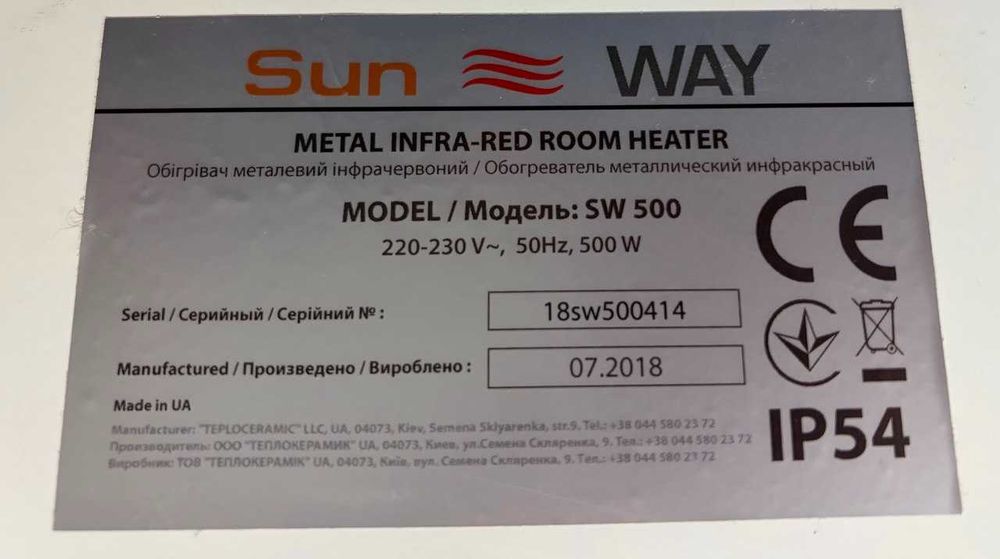 Sun WAY
METAL INFRA-RED ROOM HEATER
Обігрівач металевий інфрачервоний / Обогреватель металлический инфракрасный
MODEL / Модель: SW 500
220-230 V~, 50Hz, 500 W
CE
Serial / Серийный / Серійний № : 18sw500414
Manufactured / Произведено / Вироблено : 07.2018
Made in UA
Manufacturer: "TEPLOCERAMIC" LLC, UA, 04073, Kiev, Semena Sklyarenka, str.9, Tel.: +38 044 580 23 72
Производитель: ООО "ТЕПЛОКЕРАМИК" UA, 04073, Киев, ул.Семена Скляренка, 9. Тел.: +38 044 580 23 72
Виробник: ТОВ "ТЕПЛОКЕРАМІК" UA, 04073, Київ, вул. Семена Скляренка, 9. Тел.: +38 044 580 23 72
IP54